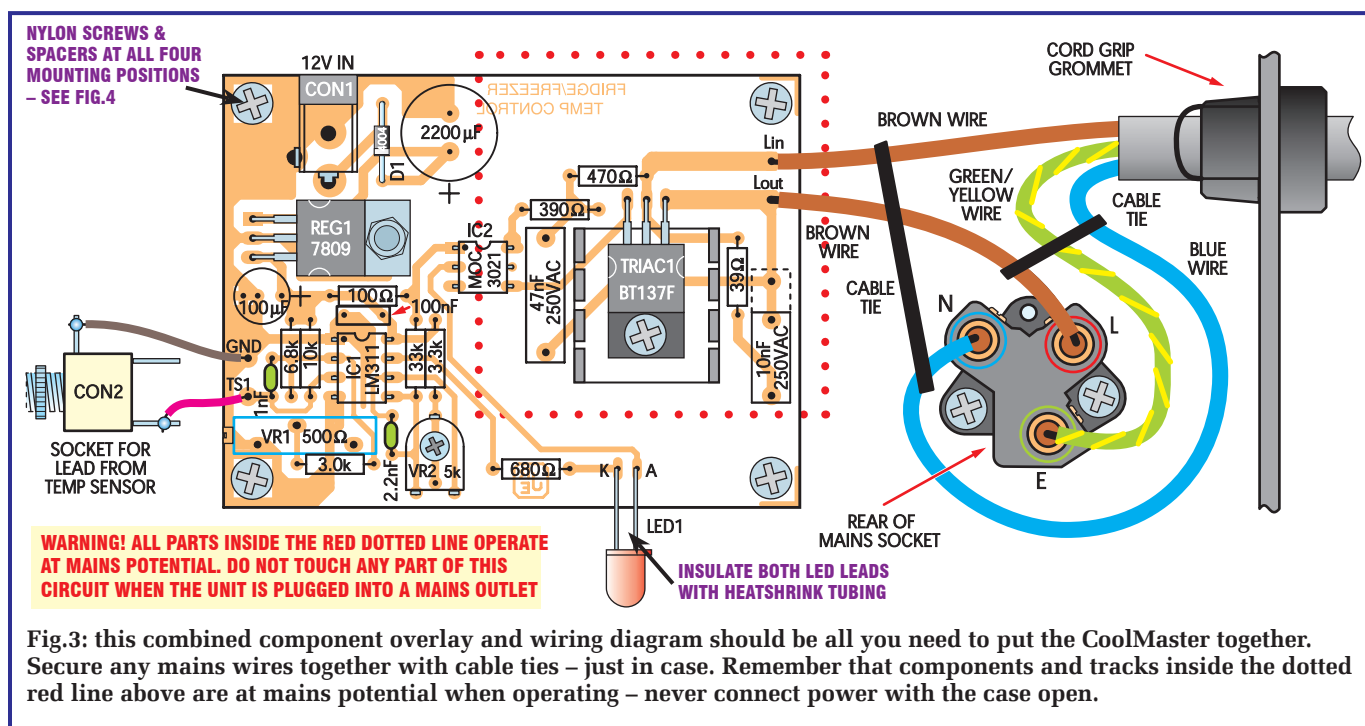 NYLON SCREWS &
SPACERS AT ALL FOUR
MOUNTING POSITIONS
– SEE FIG.4
12V IN
CON1
4004
D1
2200µF
+
FRIDGE/FREEZER
TEMP CONTROL
Lin
Lout
470Ω
390Ω
REG1
7809
IC2
MOC
3021
47nF
250VAC
TRIAC1
BT137F
39Ω
10nF
250VAC
100µF
+
100Ω
100nF
GND
6.8k
10k
IC1
LM311
33k
3.3k
TS1
1nF
CON2
VR1 500Ω
3.0k
2.2nF
VR2 5k
680Ω
K
A
LED1
SOCKET FOR
LEAD FROM
TEMP SENSOR
CORD GRIP
GROMMET
BROWN WIRE
GREEN/
YELLOW
WIRE
CABLE
TIE
BROWN
WIRE
BLUE
WIRE
CABLE
TIE
N
L
E
REAR OF
MAINS SOCKET
WARNING! ALL PARTS INSIDE THE RED DOTTED LINE OPERATE
AT MAINS POTENTIAL. DO NOT TOUCH ANY PART OF THIS
CIRCUIT WHEN THE UNIT IS PLUGGED INTO A MAINS OUTLET
INSULATE BOTH LED LEADS
WITH HEATSHRINK TUBING
Fig.3: this combined component overlay and wiring diagram should be all you need to put the CoolMaster together.
Secure any mains wires together with cable ties – just in case. Remember that components and tracks inside the dotted
red line above are at mains potential when operating – never connect power with the case open.